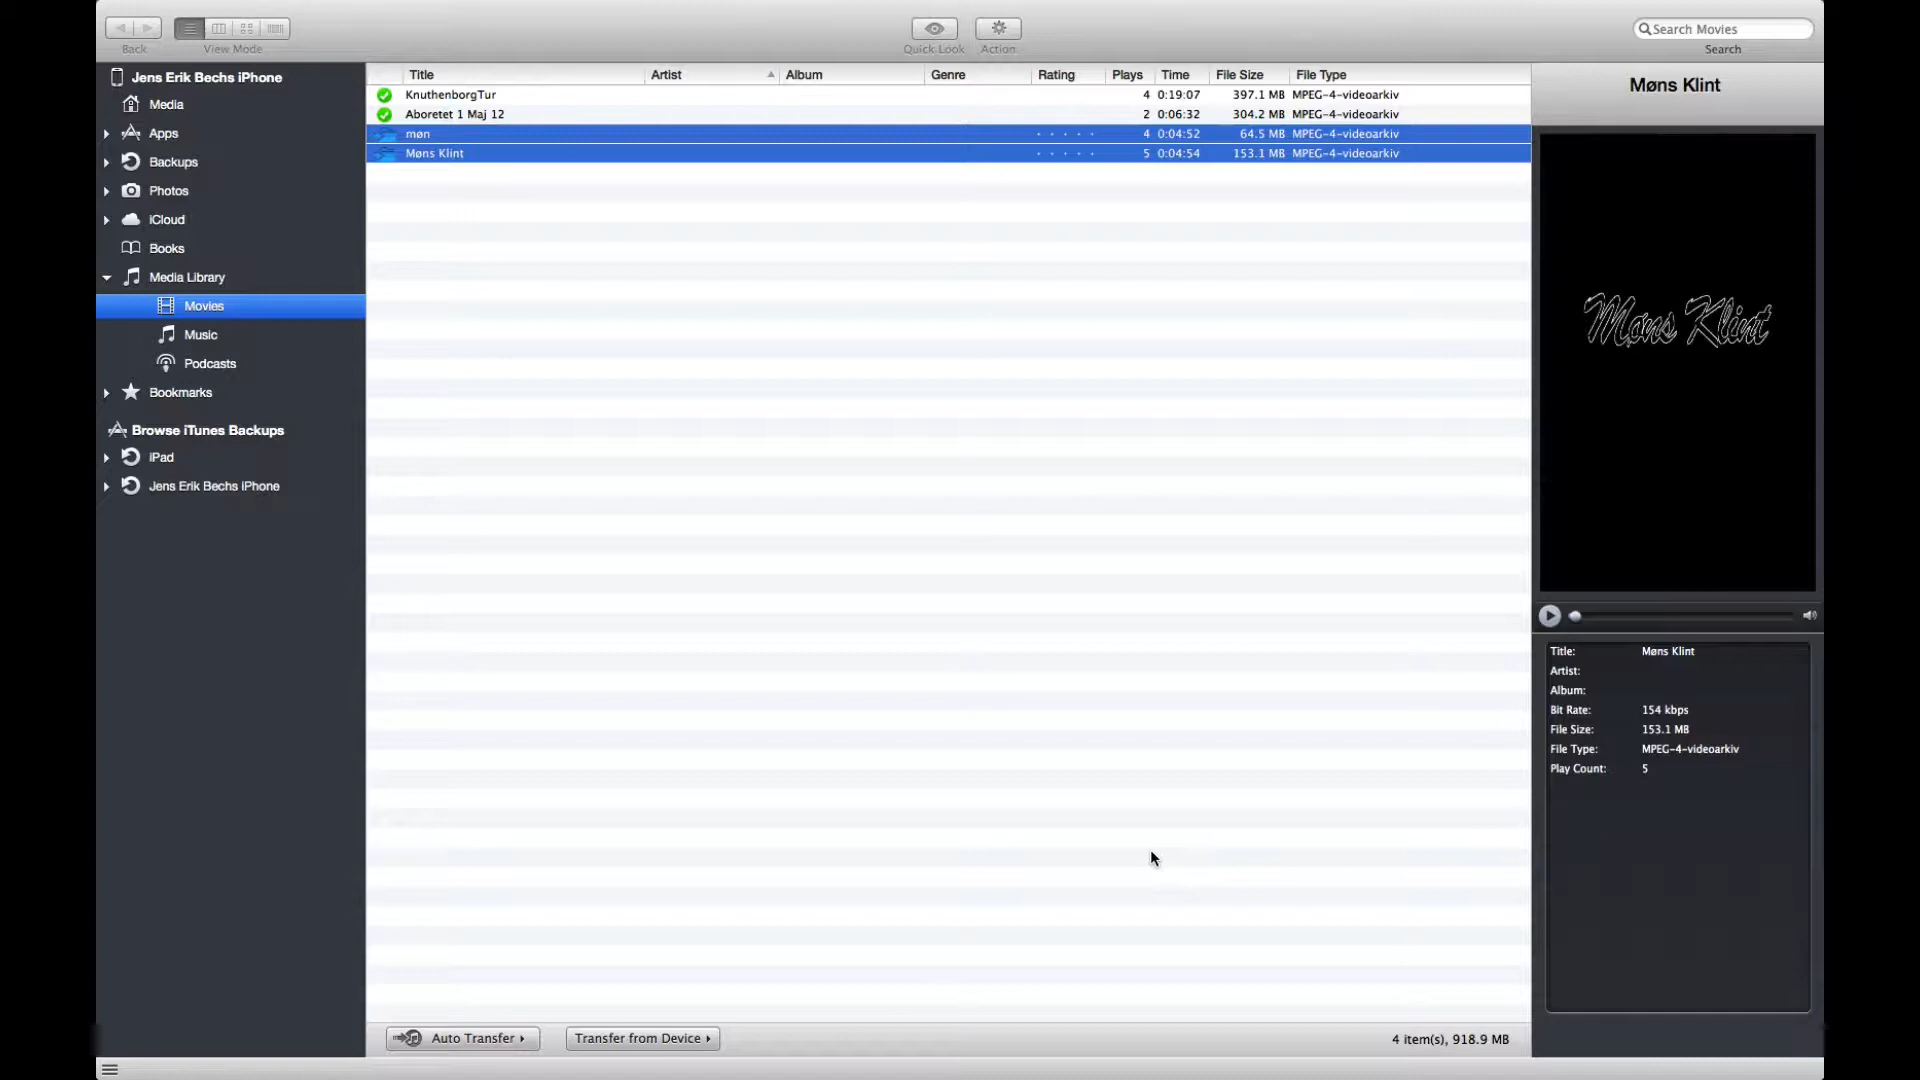 Back
View Mode
Quick Look
Action
Search Movies
Search
Jens Erik Bechs iPhone
Media
Apps
Backups
Photos
iCloud
Books
Media Library
Movies
Music
Podcasts
Bookmarks
Browse iTunes Backups
iPad
Jens Erik Bechs iPhone
Title Artist Album Genre Rating Plays Time File Size File Type
KnuthenborgTur 4 0:19:07 397.1 MB MPEG-4-videoarkiv
Aboretet 1 Maj 12 2 0:06:32 304.2 MB MPEG-4-videoarkiv
møn 4 0:04:52 64.5 MB MPEG-4-videoarkiv
Møns Klint 5 0:04:54 153.1 MB MPEG-4-videoarkiv
Auto Transfer
Transfer from Device
4 item(s), 918.9 MB
Møns Klint
Møns Klint
Title: Møns Klint
Artist:
Album:
Bit Rate: 154 kbps
File Size: 153.1 MB
File Type: MPEG-4-videoarkiv
Play Count: 5